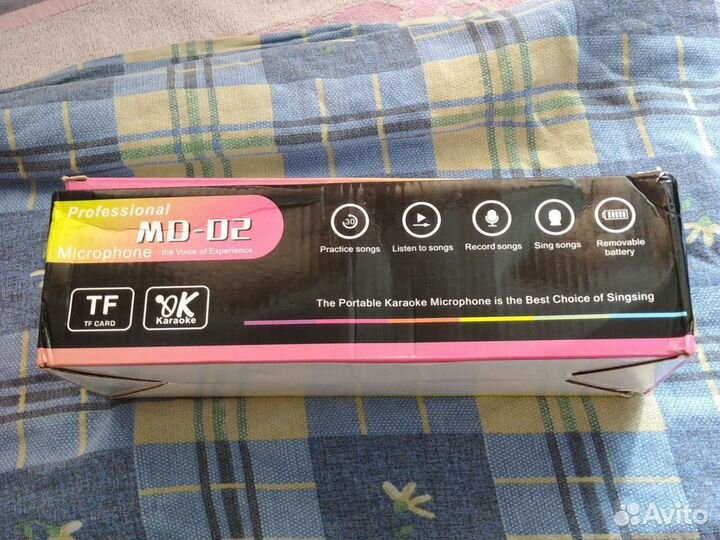 Professional
MD-02
Microphone the Voice of Experience
30
Practice songs
Listen to songs
Record songs
Sing songs
Removable
battery
TF
TF CARD
OK
Karaoke
The Portable Karaoke Microphone is the Best Choice of Singsing
Avito